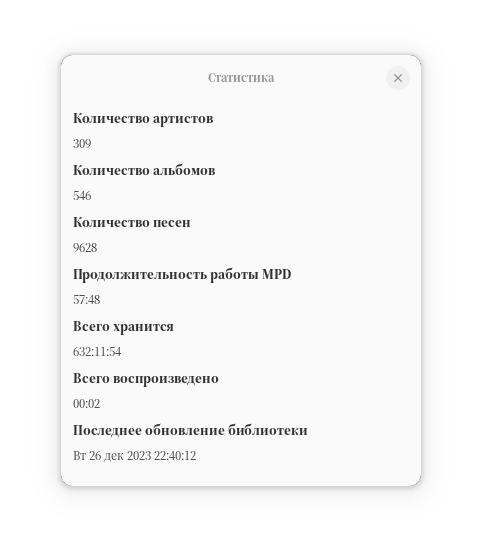 Статистика
Количество артистов
309
Количество альбомов
546
Количество песен
9628
Продолжительность работы MPD
57:48
Всего хранится
632:11:54
Всего воспроизведено
00:02
Последнее обновление библиотеки
Вт 26 дек 2023 22:40:12